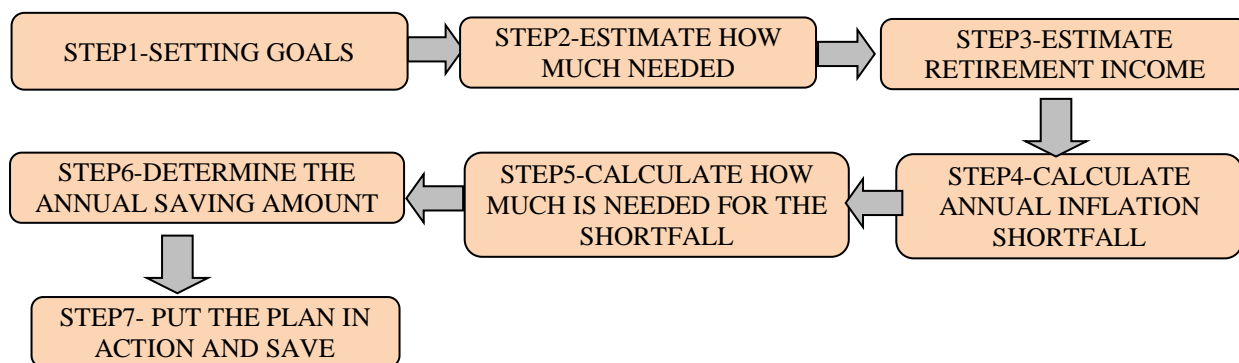 STEP1-SETTING GOALS
STEP2-ESTIMATE HOW
MUCH NEEDED
STEP3-ESTIMATE
RETIREMENT INCOME
STEP4-CALCULATE
ANNUAL INFLATION
SHORTFALL
STEP5-CALCULATE HOW
MUCH IS NEEDED FOR THE
SHORTFALL
STEP6-DETERMINE THE
ANNUAL SAVING AMOUNT
STEP7- PUT THE PLAN IN
ACTION AND SAVE